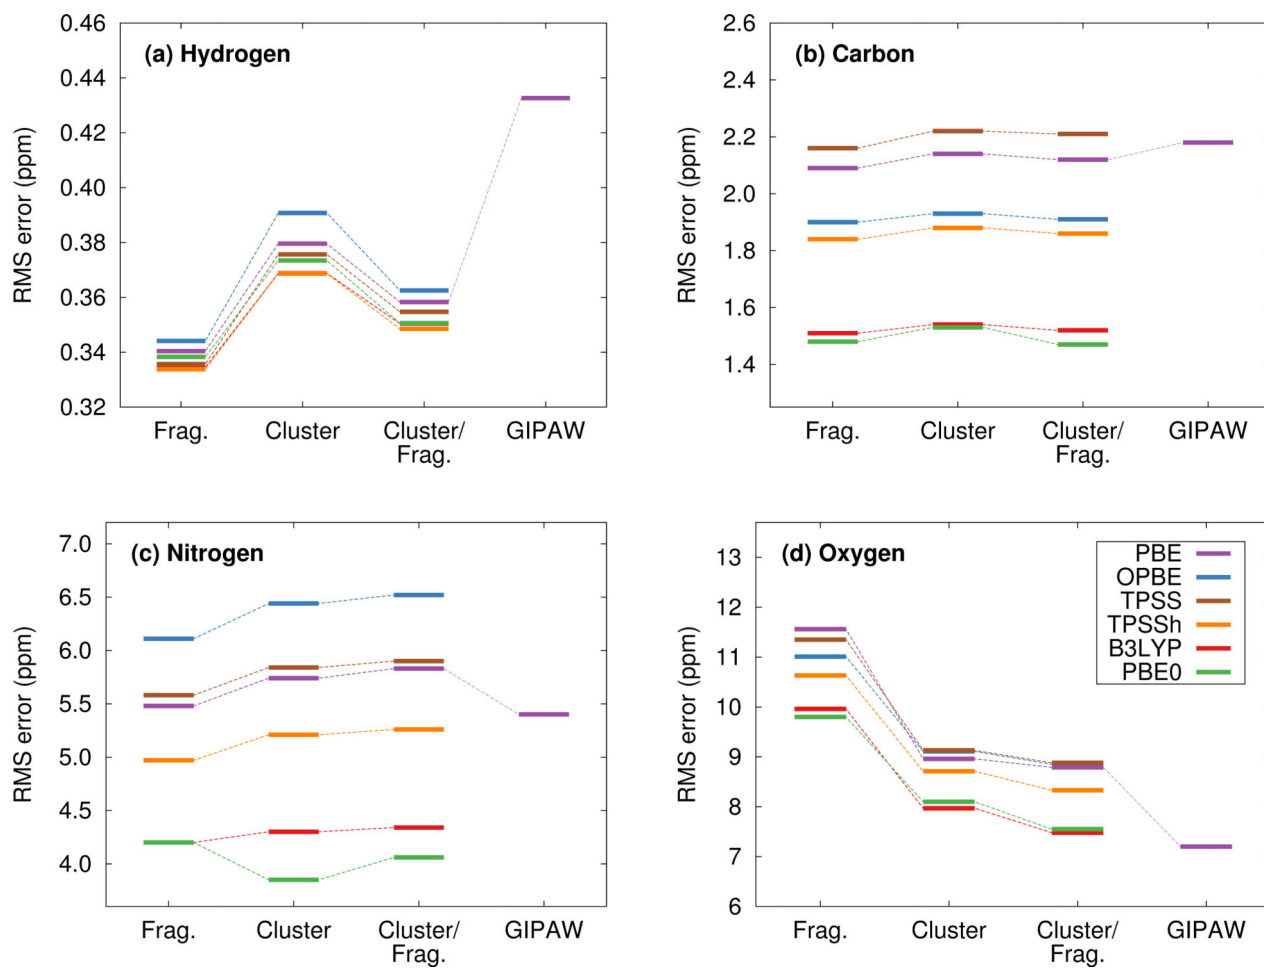 (a) Hydrogen
RMS error (ppm)
0.46
0.44
0.42
0.40
0.38
0.36
0.34
0.32
Frag.
Cluster
Cluster/
Frag.
GIPAW
(b) Carbon
RMS error (ppm)
2.6
2.4
2.2
2.0
1.8
1.6
1.4
Frag.
Cluster
Cluster/
Frag.
GIPAW
(c) Nitrogen
RMS error (ppm)
7.0
6.5
6.0
5.5
5.0
4.5
4.0
Frag.
Cluster
Cluster/
Frag.
GIPAW
(d) Oxygen
RMS error (ppm)
13
12
11
10
9
8
7
6
PBE
OPBE
TPSS
TPSSh
B3LYP
PBE0
Frag.
Cluster
Cluster/
Frag.
GIPAW